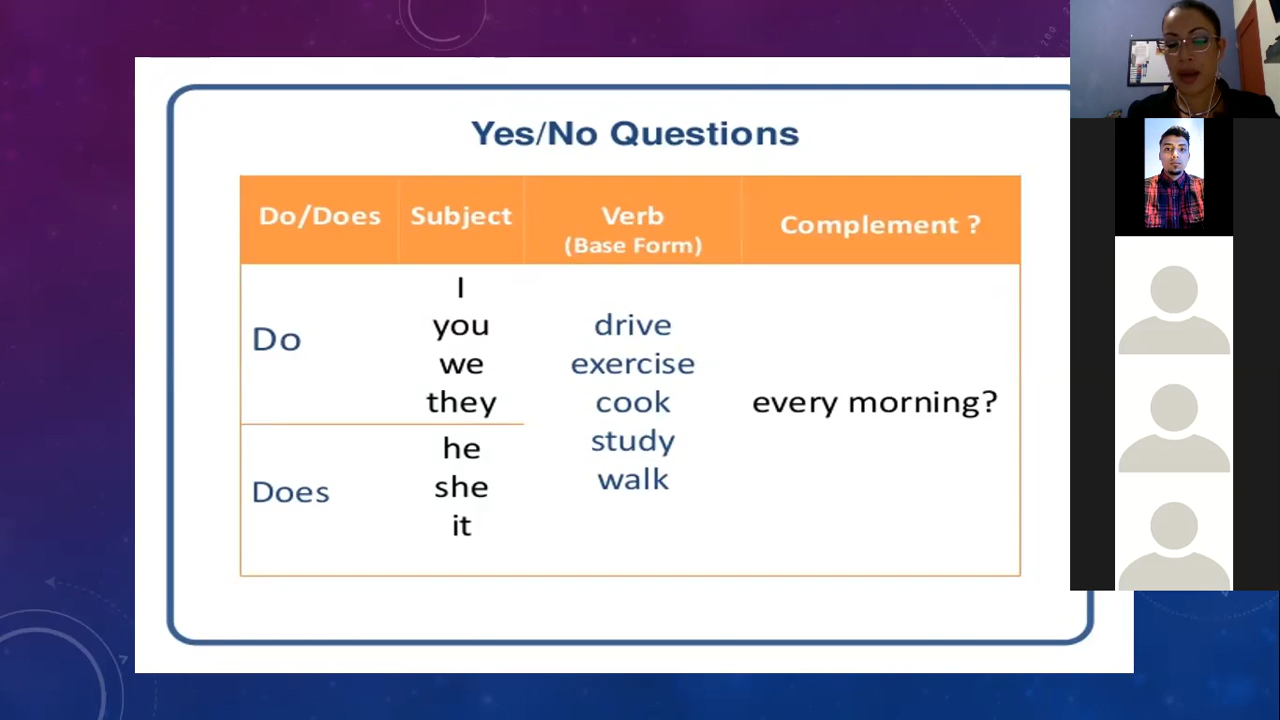 Yes/No Questions
Do/Does Subject Verb (Base Form) Complement ?
Do
I
you
we
they
Does
he
she
it
drive
exercise
cook
study
walk
every morning?